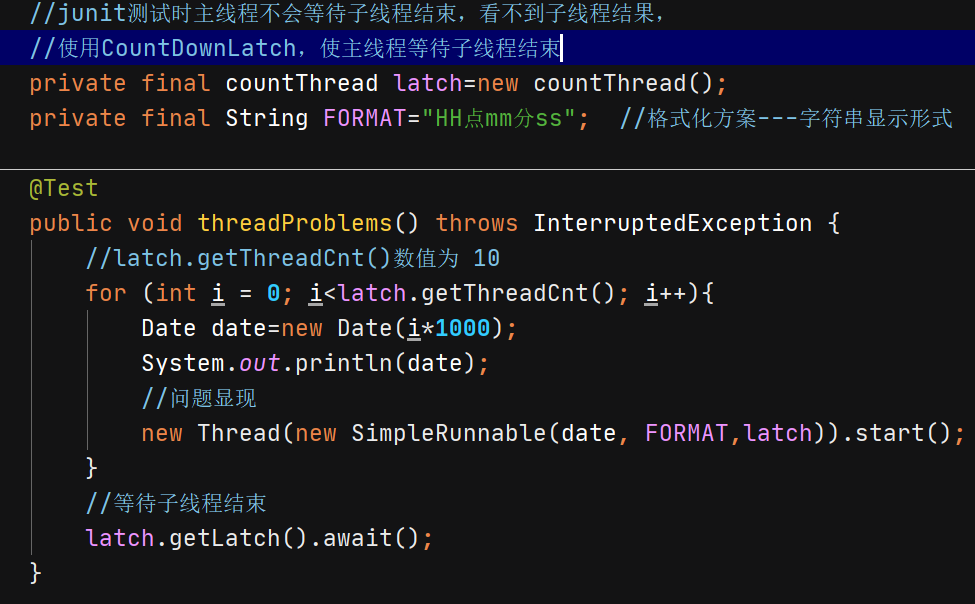 //junit测试时主线程不会等待子线程结束，看不到子线程结果，
//使用CountDownLatch，使主线程等待子线程结束
private final countThread latch=new countThread();
private final String FORMAT="HH点mm分ss";  //格式化方案---字符串显示形式
@Test
public void threadProblems() throws InterruptedException {
//latch.getThreadCnt()数值为 10
for (int i = 0; i<latch.getThreadCnt(); i++){
Date date=new Date(i*1000);
System.out.println(date);
//问题显现
new Thread(new SimpleRunnable(date, FORMAT,latch)).start();
}
//等待子线程结束
latch.getLatch().await();
}